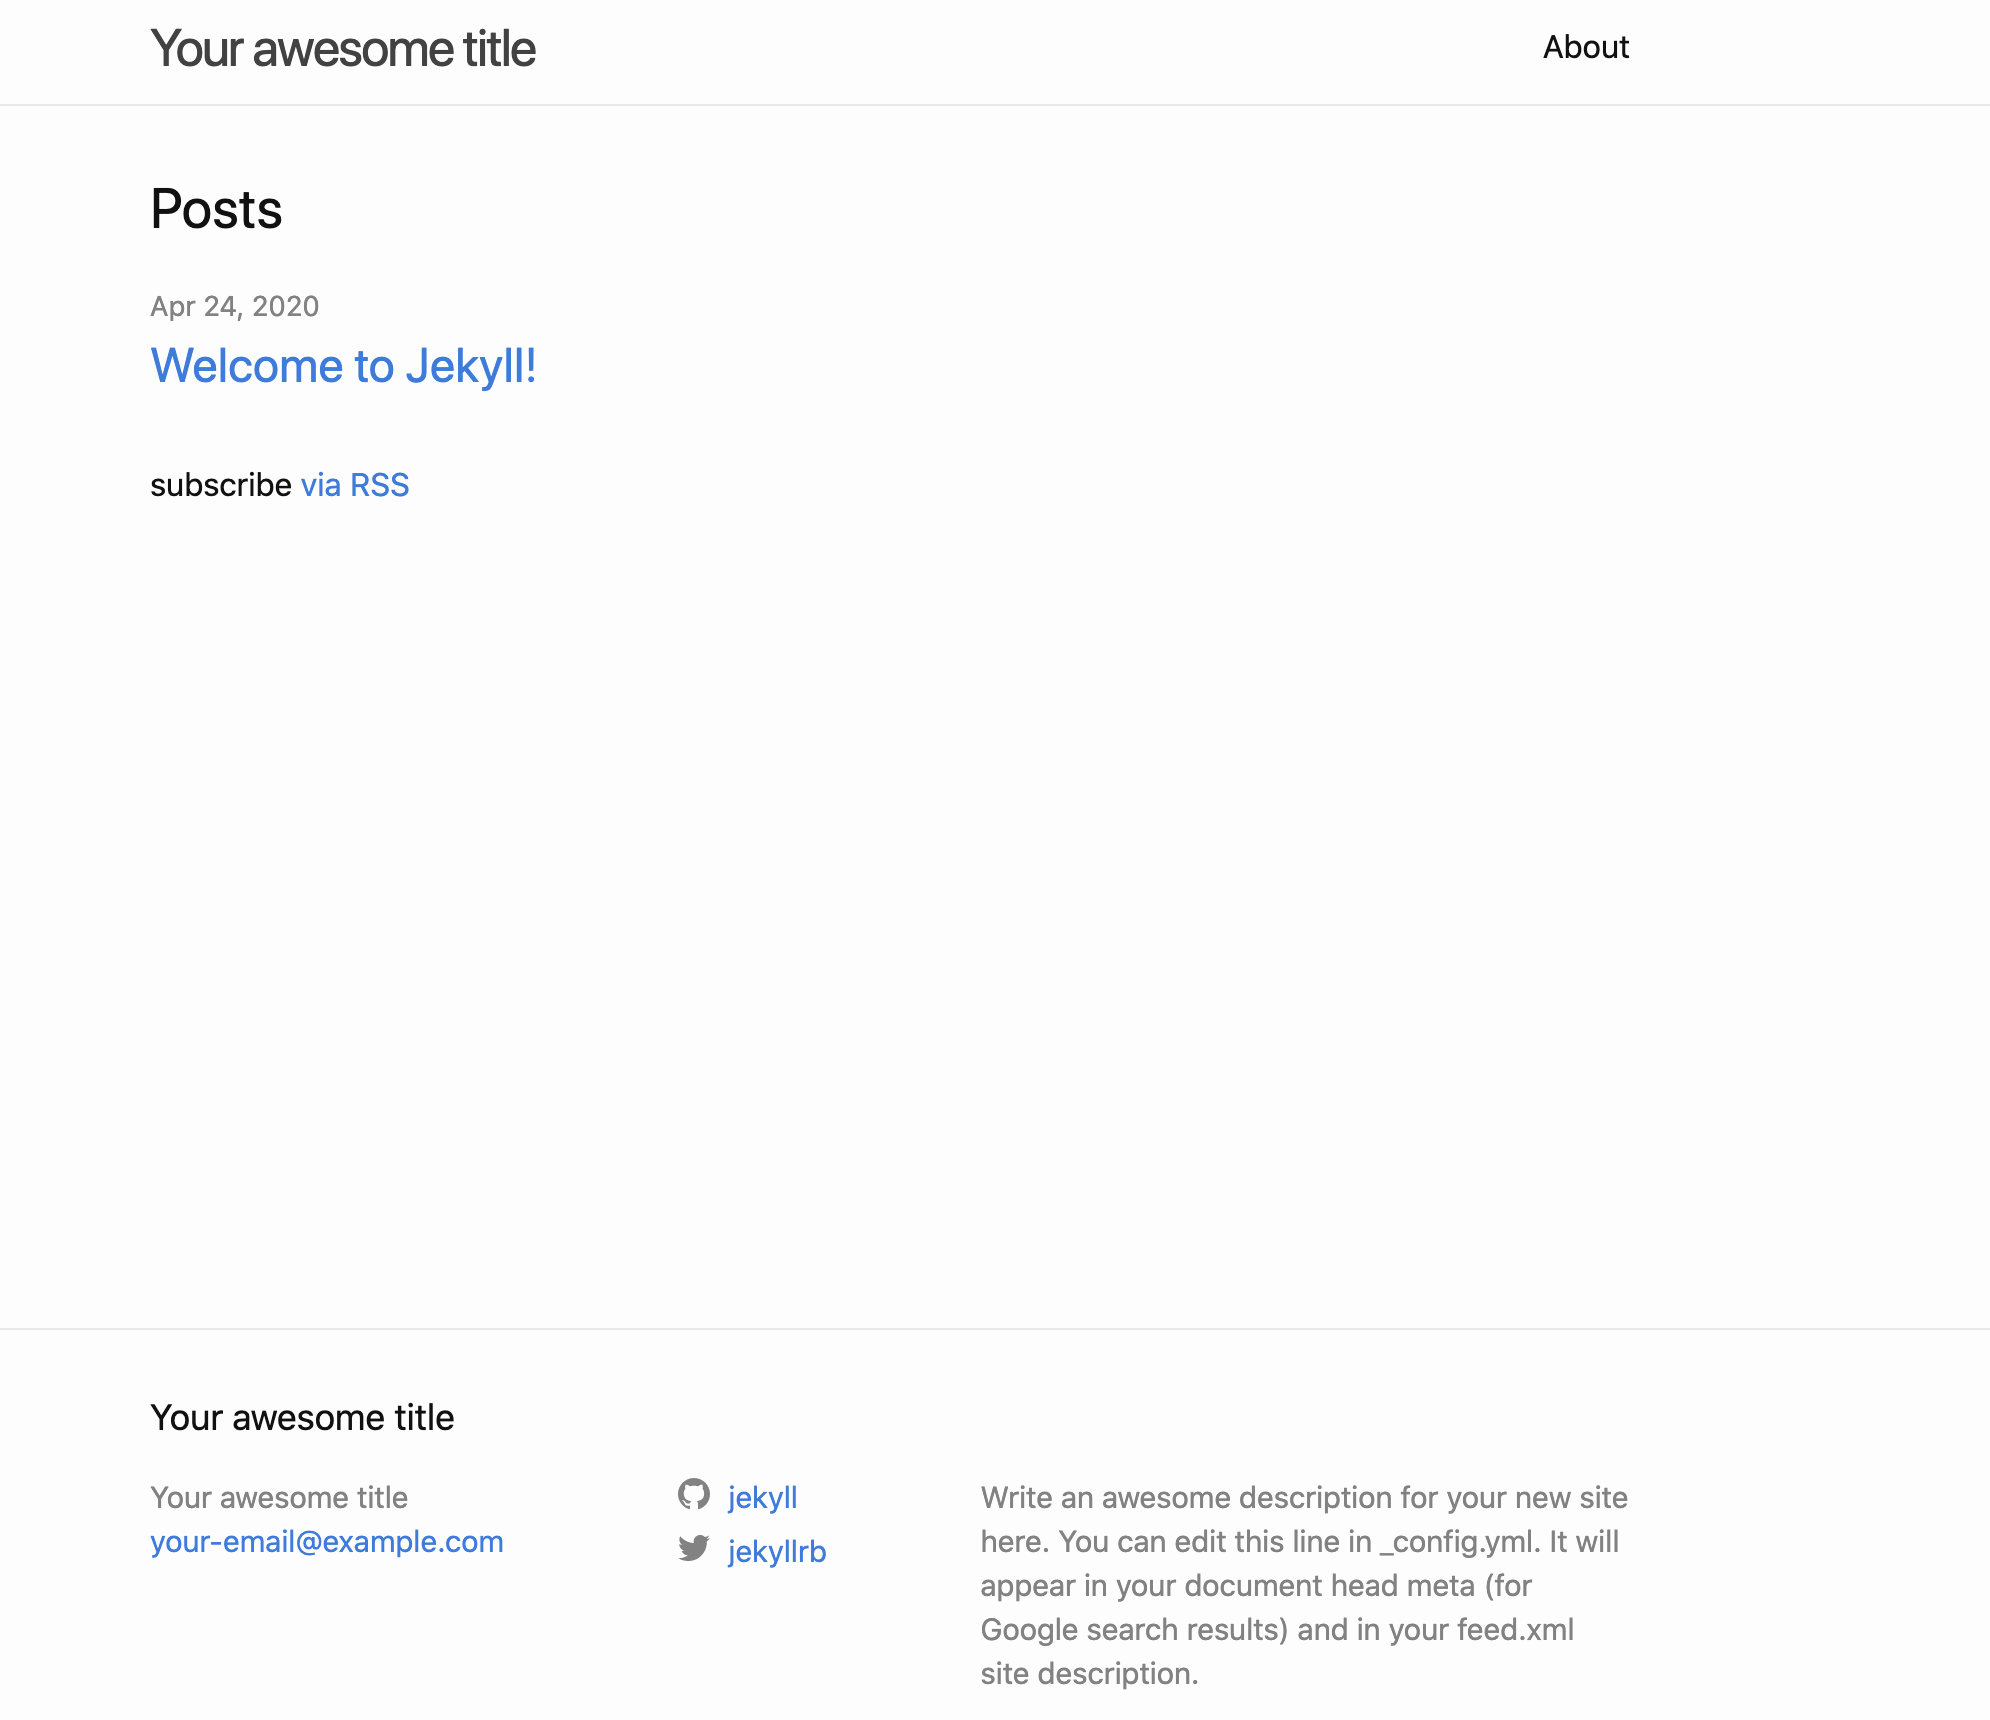 Your awesome title
About
Posts
Apr 24, 2020
Welcome to Jekyll!
subscribe via RSS
Your awesome title
Your awesome title
your-email@example.com
jekyll
jekyllrb
Write an awesome description for your new site
here. You can edit this line in _config.yml. It will
appear in your document head meta (for
Google search results) and in your feed.xml
site description.